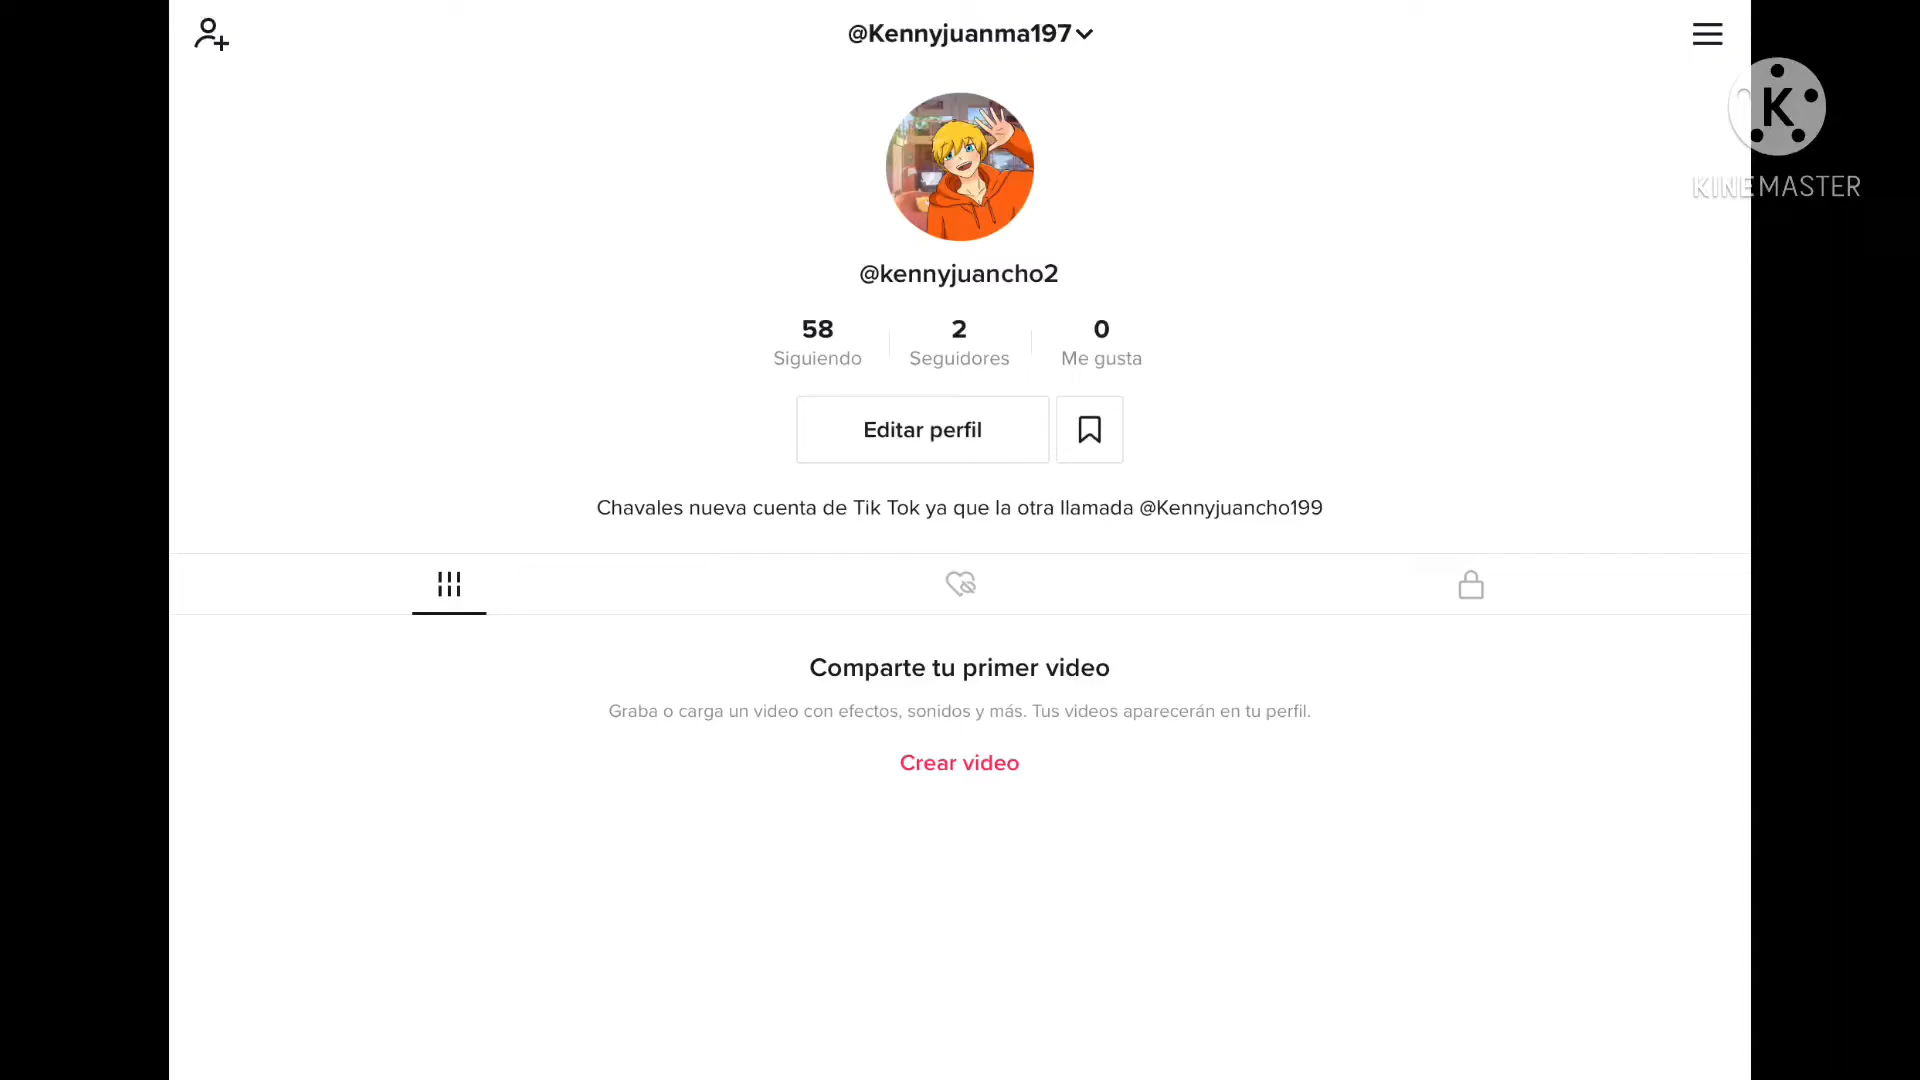 @Kennyjuanma197
K
KINEMASTER
@kennyjuancho2
58 2 0
Siguiendo Seguidores Me gusta
Editar perfil
Chavales nueva cuenta de Tik Tok ya que la otra llamada @Kennyjuancho199
Comparte tu primer video
Graba o carga un video con efectos, sonidos y más. Tus videos aparecerán en tu perfil.
Crear video